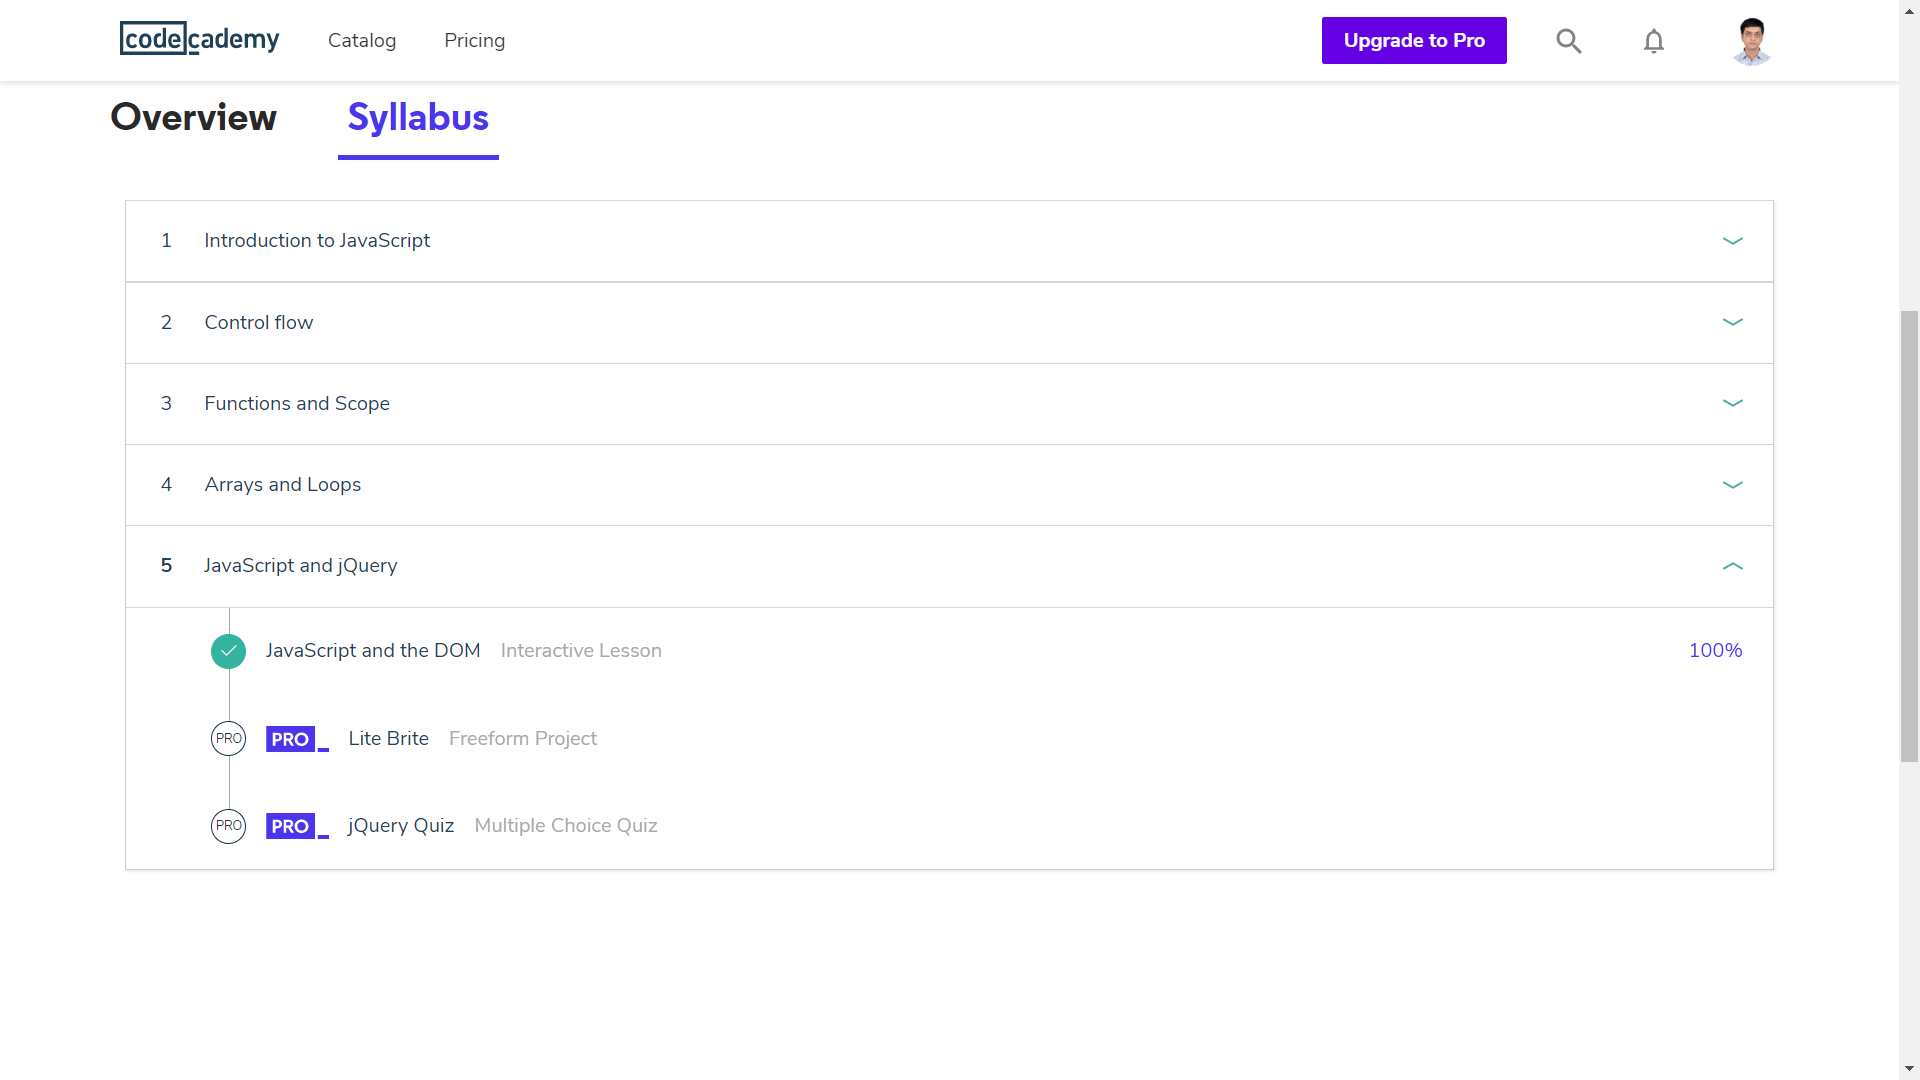 codecademy Catalog Pricing Upgrade to Pro
Overview Syllabus
1 Introduction to JavaScript
2 Control flow
3 Functions and Scope
4 Arrays and Loops
5 JavaScript and jQuery
JavaScript and the DOM Interactive Lesson 100%
PRO PRO_ Lite Brite Freeform Project
PRO PRO_ jQuery Quiz Multiple Choice Quiz